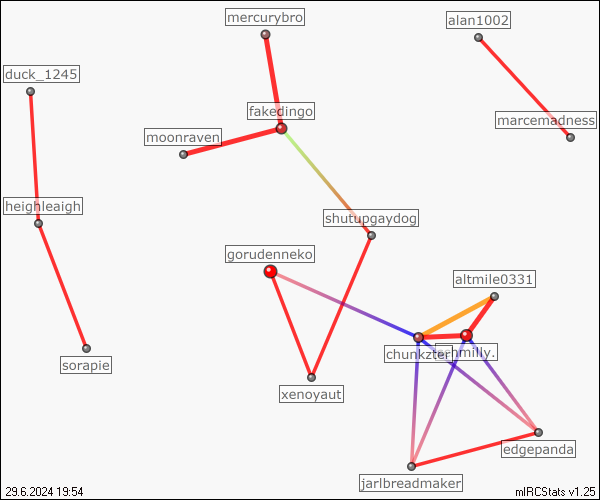 mercurybro
alan1002
duck_1245
fakedingo
marcemadness
moonraven
heighleaigh
shutupgaydog
gorudenneko
altmile0331
chunkzter
milly.
sorapie
xenoyaut
edgepanda
jarlbreadmaker
29.6.2024 19:54
mIRCStats v1.25